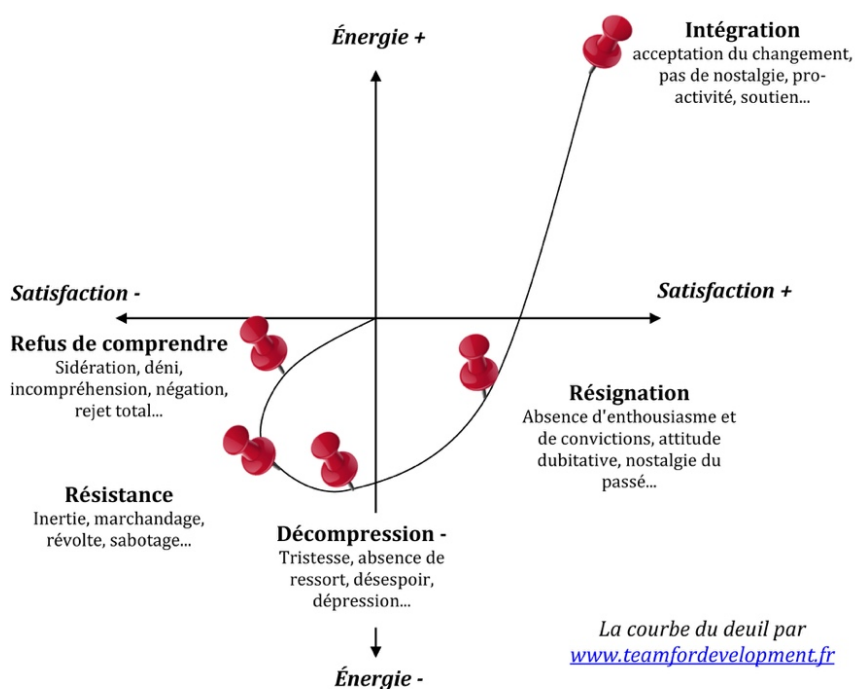 Énergie +
Intégration
acceptation du changement,
pas de nostalgie, pro-
activité, soutien...
Satisfaction -
Satisfaction +
Refus de comprendre
Sidération, déni,
incompréhension, négation,
rejet total...
Résignation
Absence d'enthousiasme et
de convictions, attitude
dubitative, nostalgie du
passé...
Résistance
Inertie, marchandage,
révolte, sabotage...
Décompression -
Tristesse, absence de
ressort, désespoir,
dépression...
La courbe du deuil par
www.teamfordevelopment.fr
Énergie -